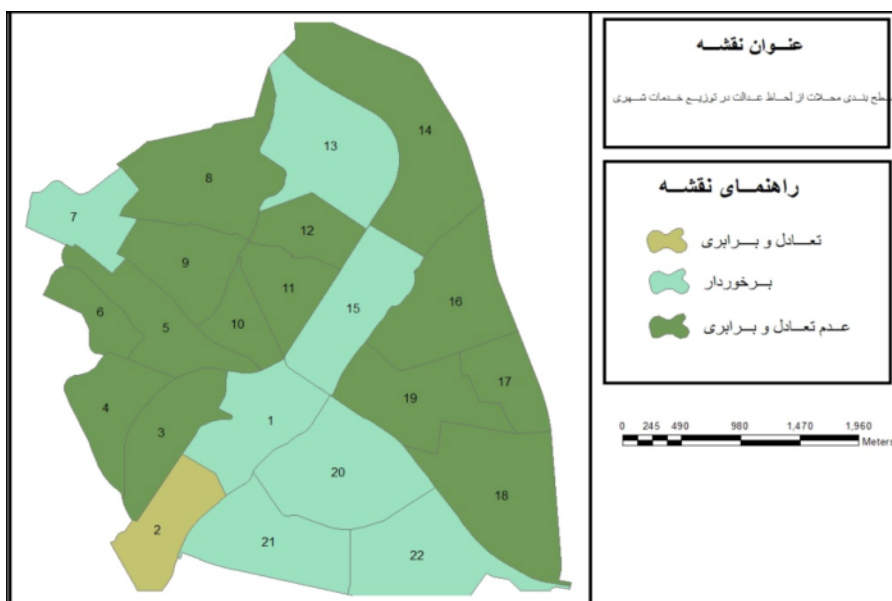 عنوان نقشه
سطح بندی محلات از لحاظ عدالت در توزیع خدمات شهری
راهنمای نقشه
تعادل و برابری
برخوردار
عدم تعادل و برابری
0 245 490 980 1,470 1,960
Meters
14
13
8
7
12
9
11
15
16
6
5
10
17
19
4
3
1
20
18
2
21
22